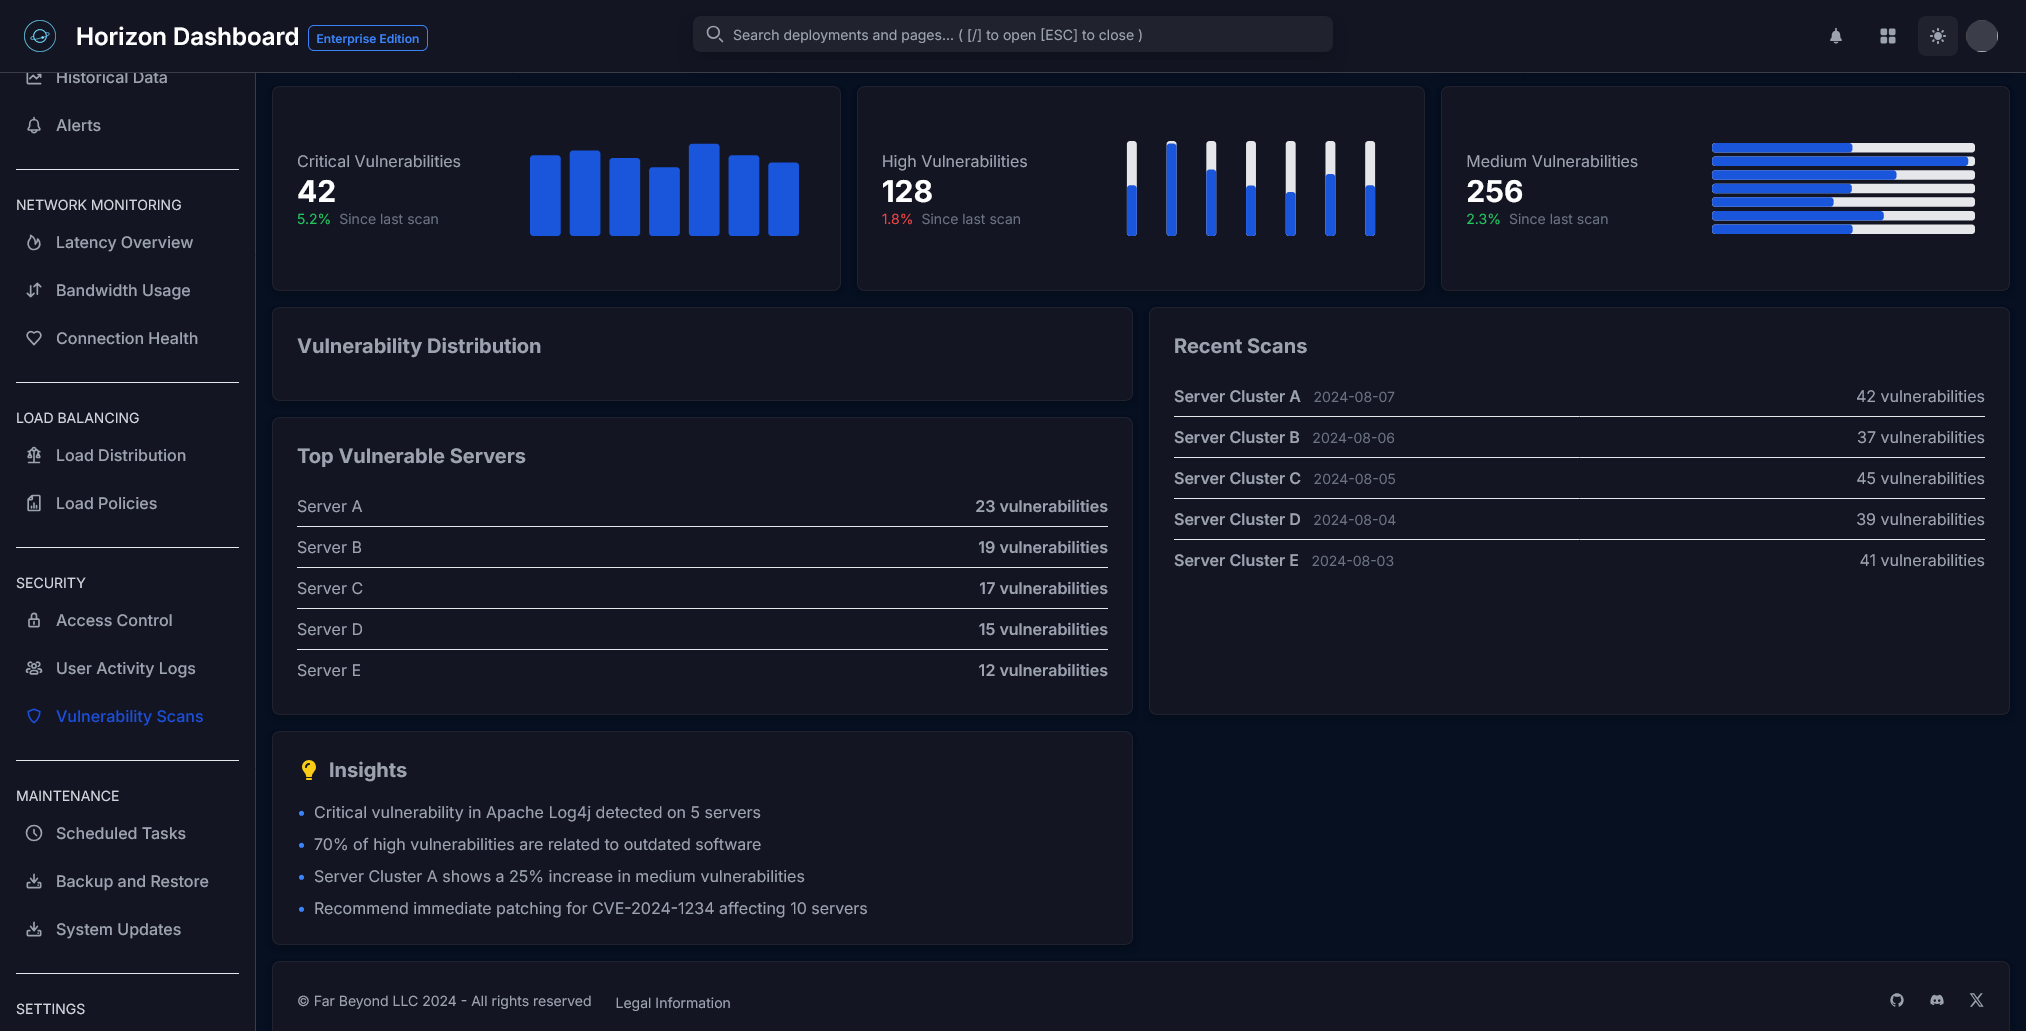 Horizon Dashboard Enterprise Edition
Search deployments and pages... ( [/] to open [ESC] to close )
Historical Data
Alerts
NETWORK MONITORING
Latency Overview
Bandwidth Usage
Connection Health
LOAD BALANCING
Load Distribution
Load Policies
SECURITY
Access Control
User Activity Logs
Vulnerability Scans
MAINTENANCE
Scheduled Tasks
Backup and Restore
System Updates
SETTINGS
Critical Vulnerabilities
42
5.2% Since last scan
High Vulnerabilities
128
1.8% Since last scan
Medium Vulnerabilities
256
2.3% Since last scan
Vulnerability Distribution
Top Vulnerable Servers
Server A 23 vulnerabilities
Server B 19 vulnerabilities
Server C 17 vulnerabilities
Server D 15 vulnerabilities
Server E 12 vulnerabilities
Recent Scans
Server Cluster A 2024-08-07 42 vulnerabilities
Server Cluster B 2024-08-06 37 vulnerabilities
Server Cluster C 2024-08-05 45 vulnerabilities
Server Cluster D 2024-08-04 39 vulnerabilities
Server Cluster E 2024-08-03 41 vulnerabilities
Insights
• Critical vulnerability in Apache Log4j detected on 5 servers
• 70% of high vulnerabilities are related to outdated software
• Server Cluster A shows a 25% increase in medium vulnerabilities
• Recommend immediate patching for CVE-2024-1234 affecting 10 servers
© Far Beyond LLC 2024 - All rights reserved Legal Information